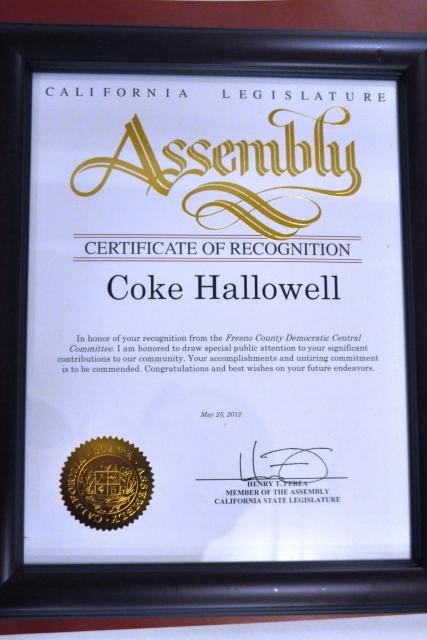 CALIFORNIA LEGISLATURE
Assembly
CERTIFICATE OF RECOGNITION
Coke Hallowell
In honor of your recognition from the Fresno County Democratic Central
Committee. I am honored to draw special public attention to your significant
contributions to our community. Your accomplishments and untiring commitment
is to be commended. Congratulations and best wishes on your future endeavors.
May 25, 2012
HENRY T. PEREA
MEMBER OF THE ASSEMBLY
CALIFORNIA STATE LEGISLATURE